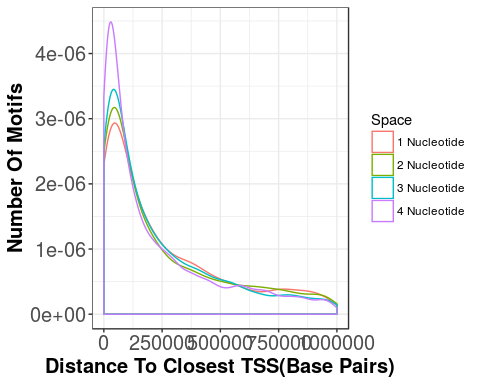 Number Of Motifs
4e-06
3e-06
2e-06
1e-06
0e+00
0 250000 500000 750000 1000000
Distance To Closest TSS(Base Pairs)
Space
1 Nucleotide
2 Nucleotide
3 Nucleotide
4 Nucleotide